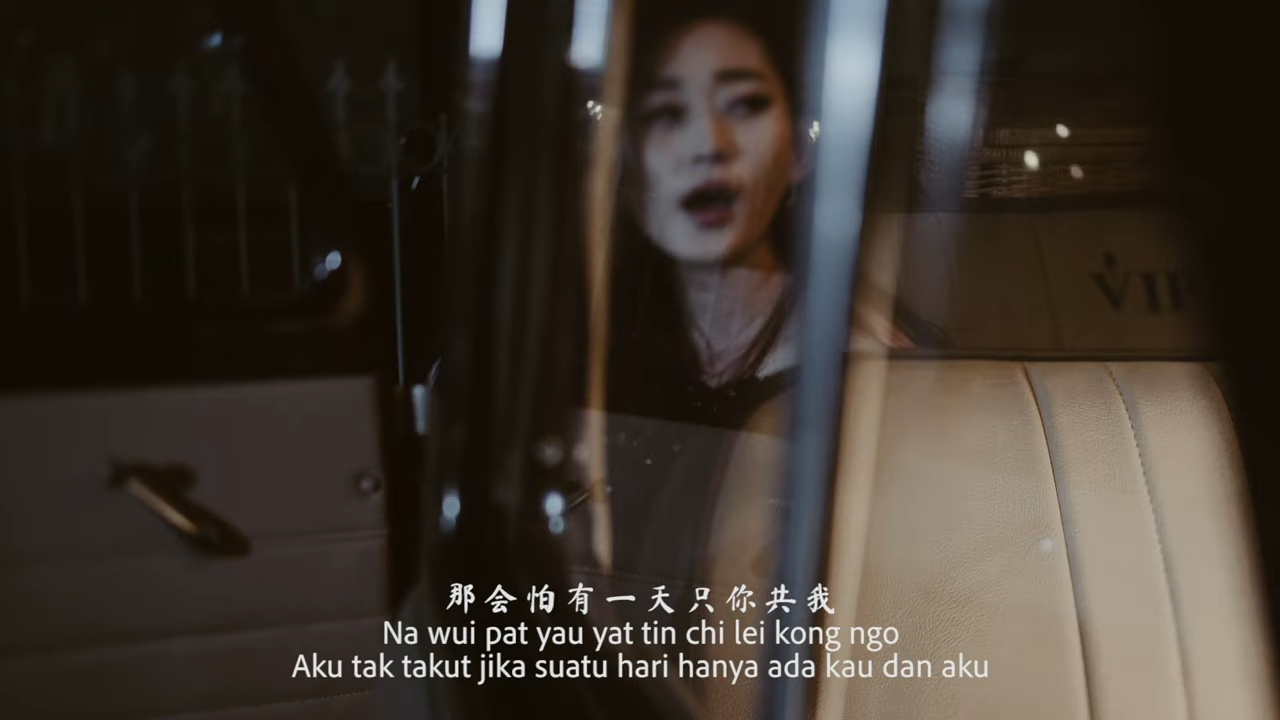 VIP
那会怕有一天只你共我
Na wui pat yau yat tin chi lei kong ngo
Aku tak takut jika suatu hari hanya ada kau dan aku